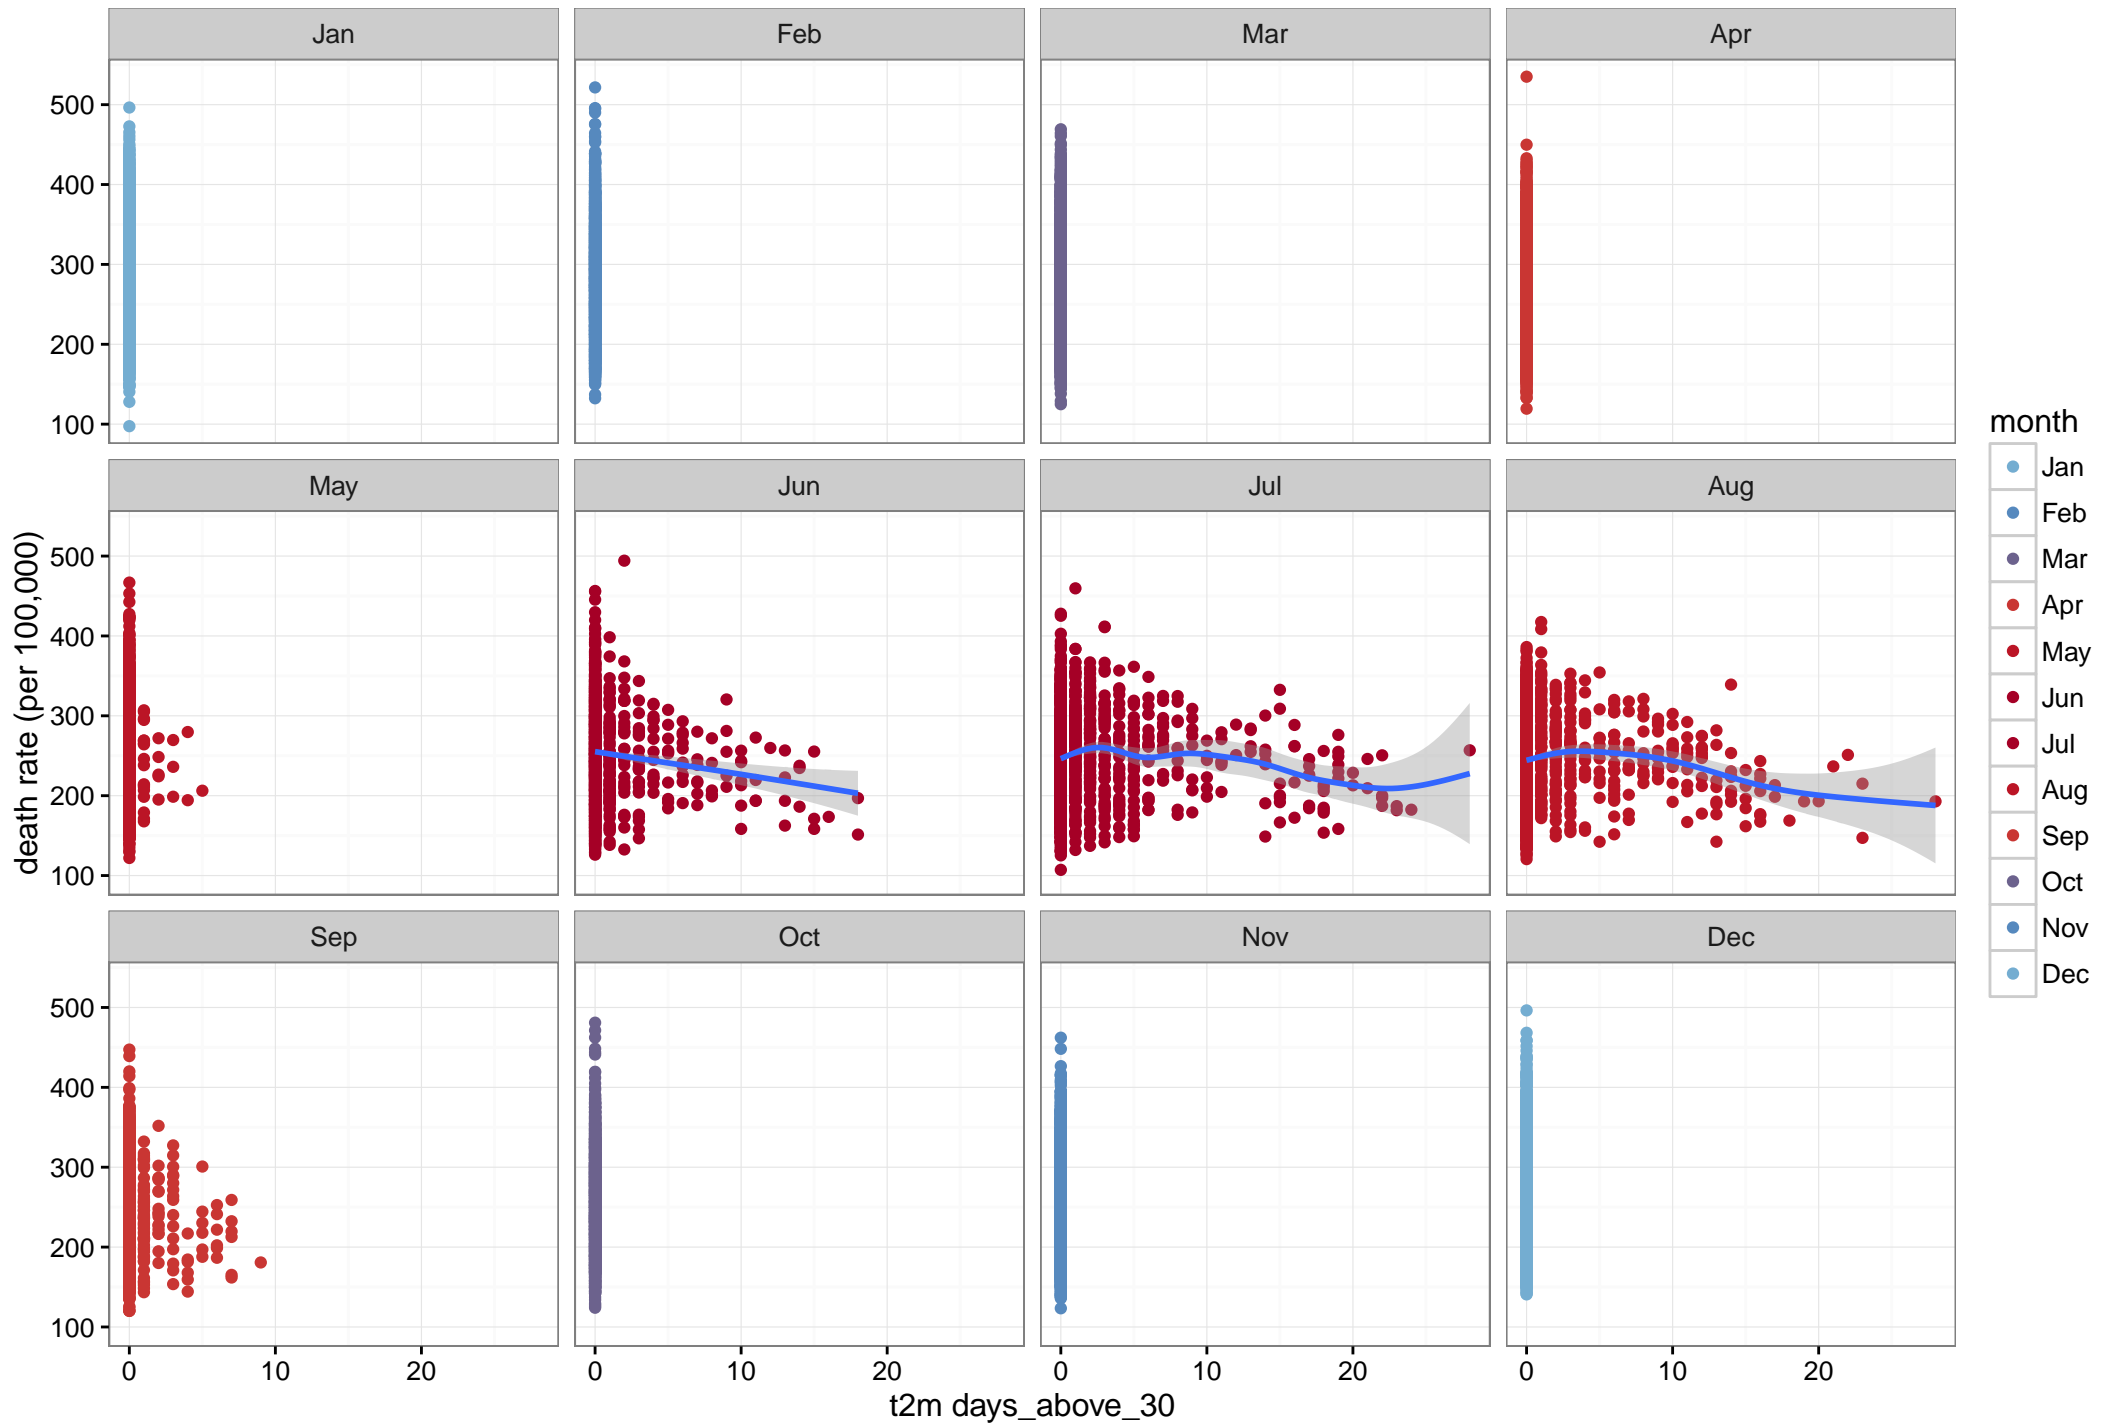 Jan Feb Mar Apr
500
400
300
200
100
May Jun Jul Aug
500
400
300
200
100
Sep Oct Nov Dec
500
400
300
200
100
0 10 20 0 10 20 0 10 20 0 10 20
t2m days_above_30
death rate (per 100,000)
month
Jan
Feb
Mar
Apr
May
Jun
Jul
Aug
Sep
Oct
Nov
Dec